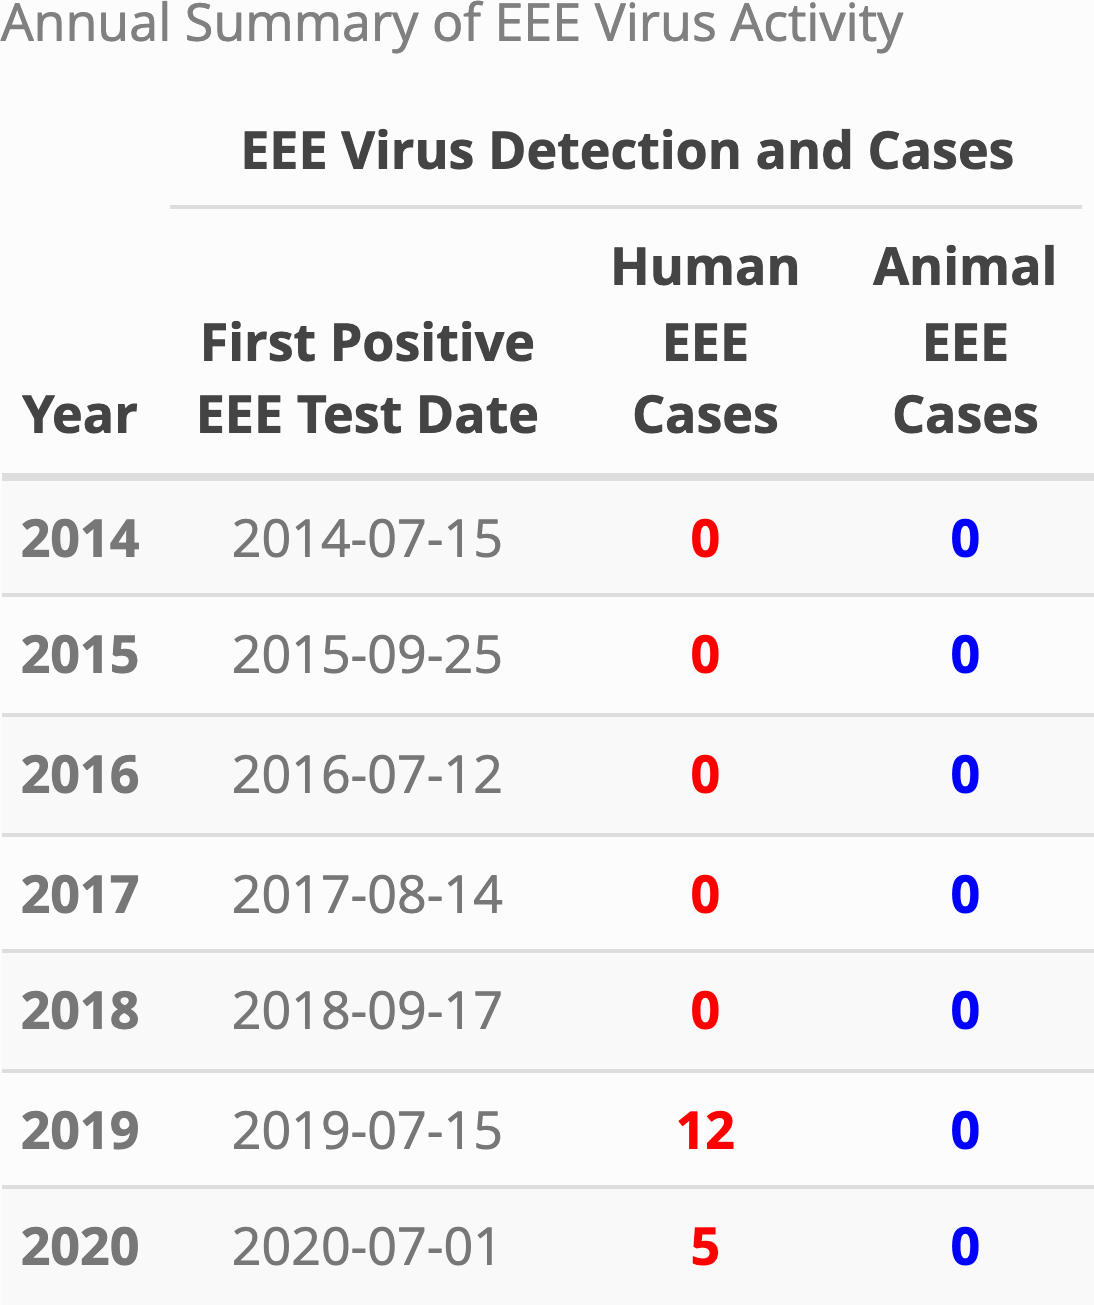 Annual Summary of EEE Virus Activity
EEE Virus Detection and Cases
Human Animal
First Positive EEE EEE
Year EEE Test Date Cases Cases
2014 2014-07-15 0 0
2015 2015-09-25 0 0
2016 2016-07-12 0 0
2017 2017-08-14 0 0
2018 2018-09-17 0 0
2019 2019-07-15 12 0
2020 2020-07-01 5 0